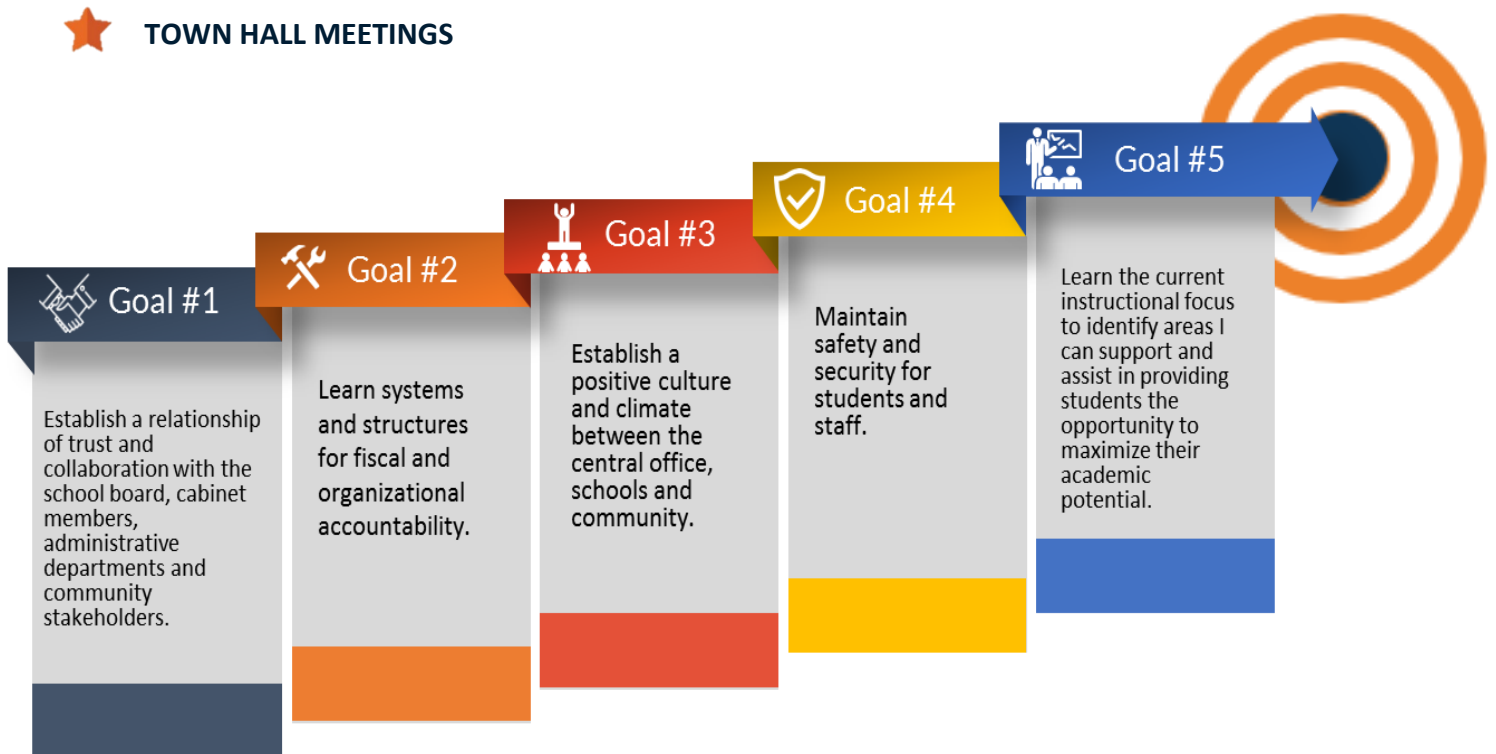 TOWN HALL MEETINGS
Goal #1
Establish a relationship
of trust and
collaboration with the
school board, cabinet
members,
administrative
departments and
community
stakeholders.
Goal #2
Learn systems
and structures
for fiscal and
organizational
accountability.
Goal #3
Establish a
positive culture
and climate
between the
central office,
schools and
community.
Goal #4
Maintain
safety and
security for
students and
staff.
Goal #5
Learn the current
instructional focus
to identify areas I
can support and
assist in providing
students the
opportunity to
maximize their
academic
potential.